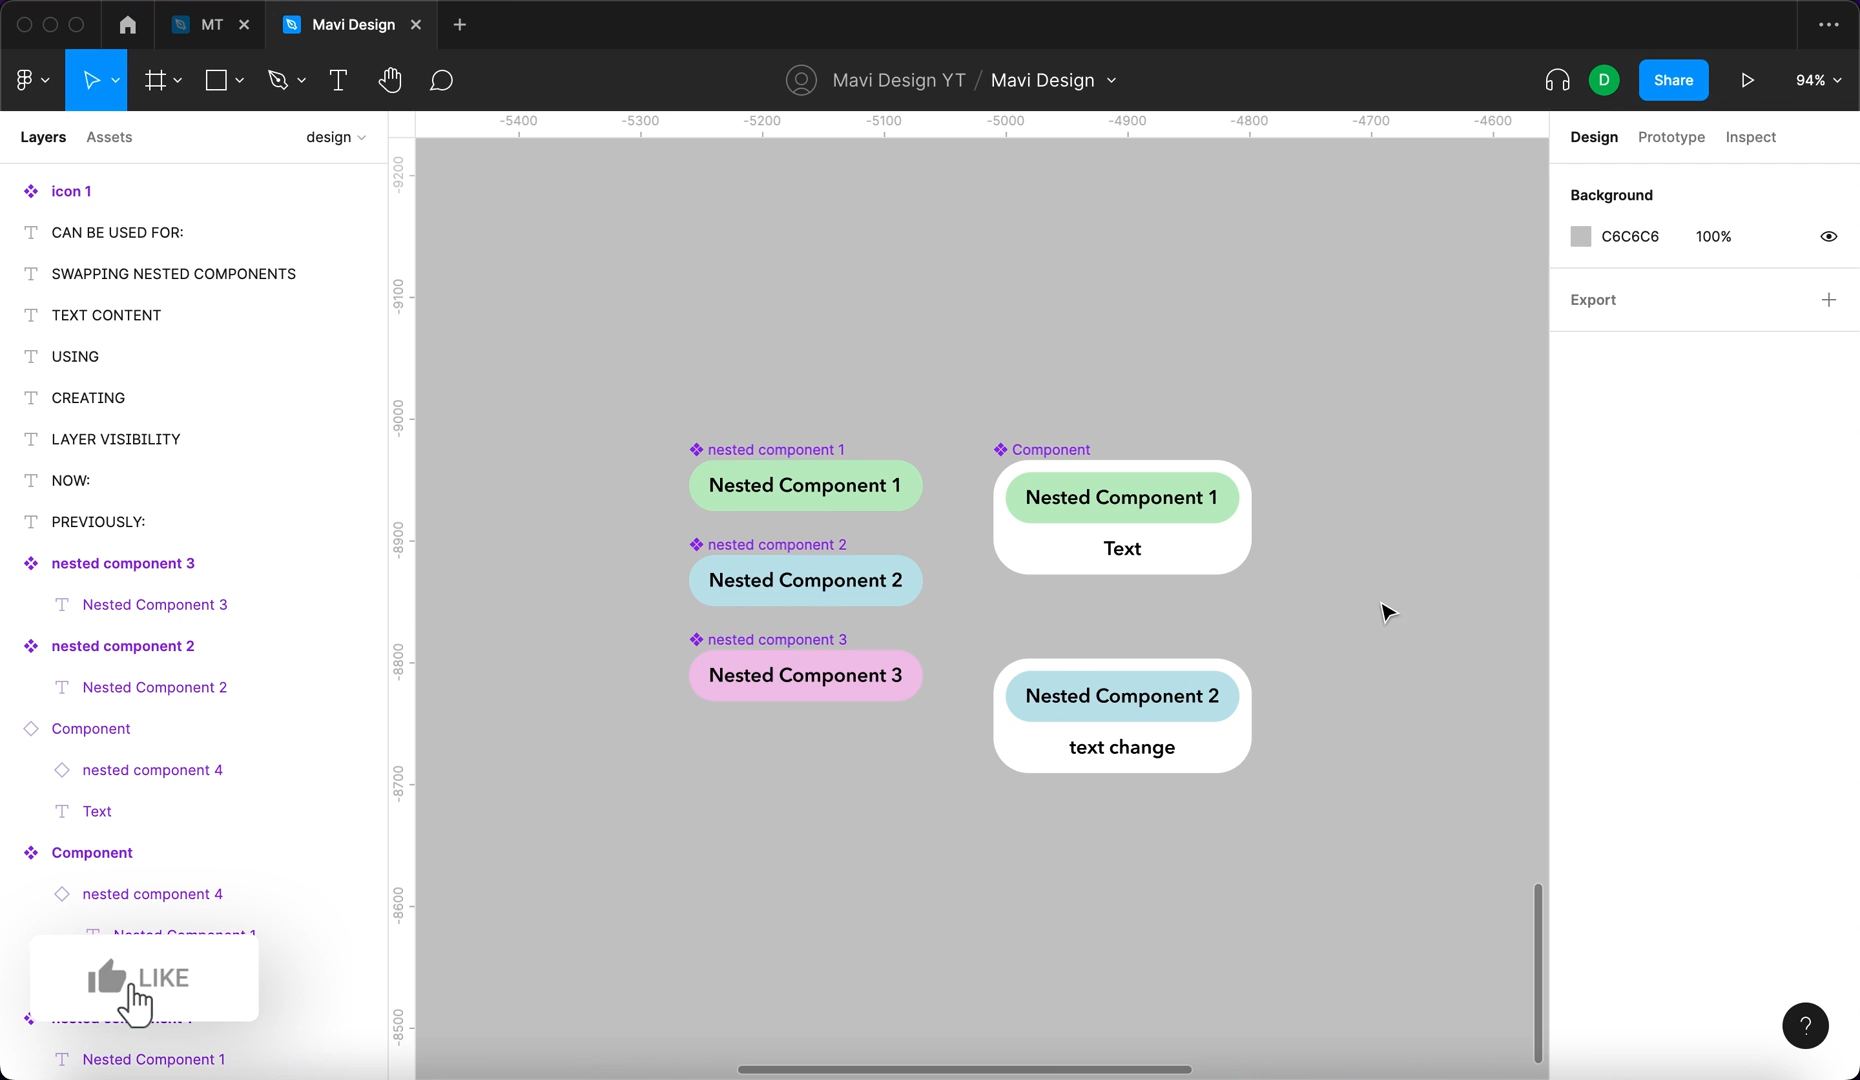 MT
Mavi Design
Mavi Design YT / Mavi Design
D
Share
94%
Layers
Assets
design
-5400
-5300
-5200
-5100
-5000
-4900
-4800
-4700
-4600
Design
Prototype
Inspect
icon 1
CAN BE USED FOR:
SWAPPING NESTED COMPONENTS
TEXT CONTENT
USING
CREATING
LAYER VISIBILITY
NOW:
PREVIOUSLY:
nested component 3
Nested Component 3
nested component 2
Nested Component 2
Component
nested component 4
Text
Component
nested component 4
Nested Component 1
LIKE
Nested Component 1
-9200
-9100
-9000
-8900
-8800
-8700
-8600
-8500
nested component 1
Nested Component 1
nested component 2
Nested Component 2
nested component 3
Nested Component 3
Component
Nested Component 1
Text
Nested Component 2
text change
Background
C6C6C6
100%
Export
?